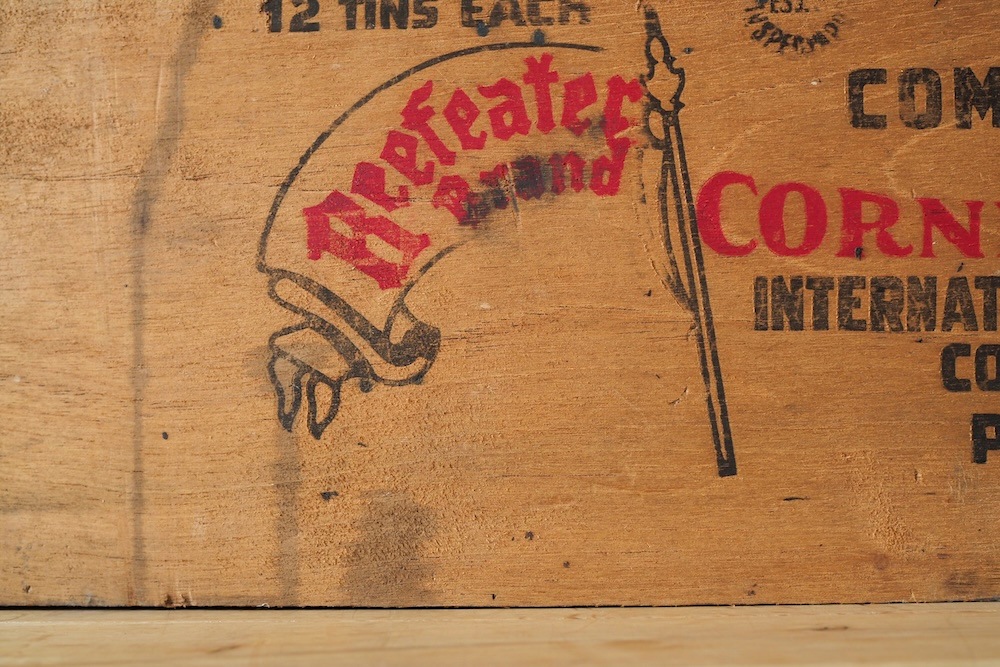 12 TINS EACH
Beefeater
Brand
COM
CORN
INTERNAT
CO
P